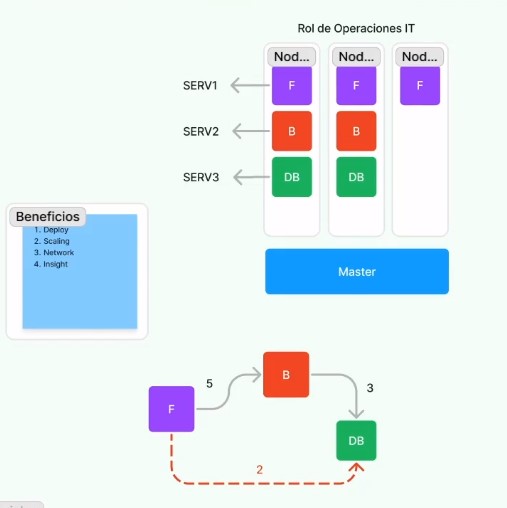 Rol de Operaciones IT
Nod... Nod... Nod...
SERV1 F F F
SERV2 B B
SERV3 DB DB
Beneficios
1. Deploy
2. Scaling
3. Network
4. Insight
Master
5 B 3
F
DB
2